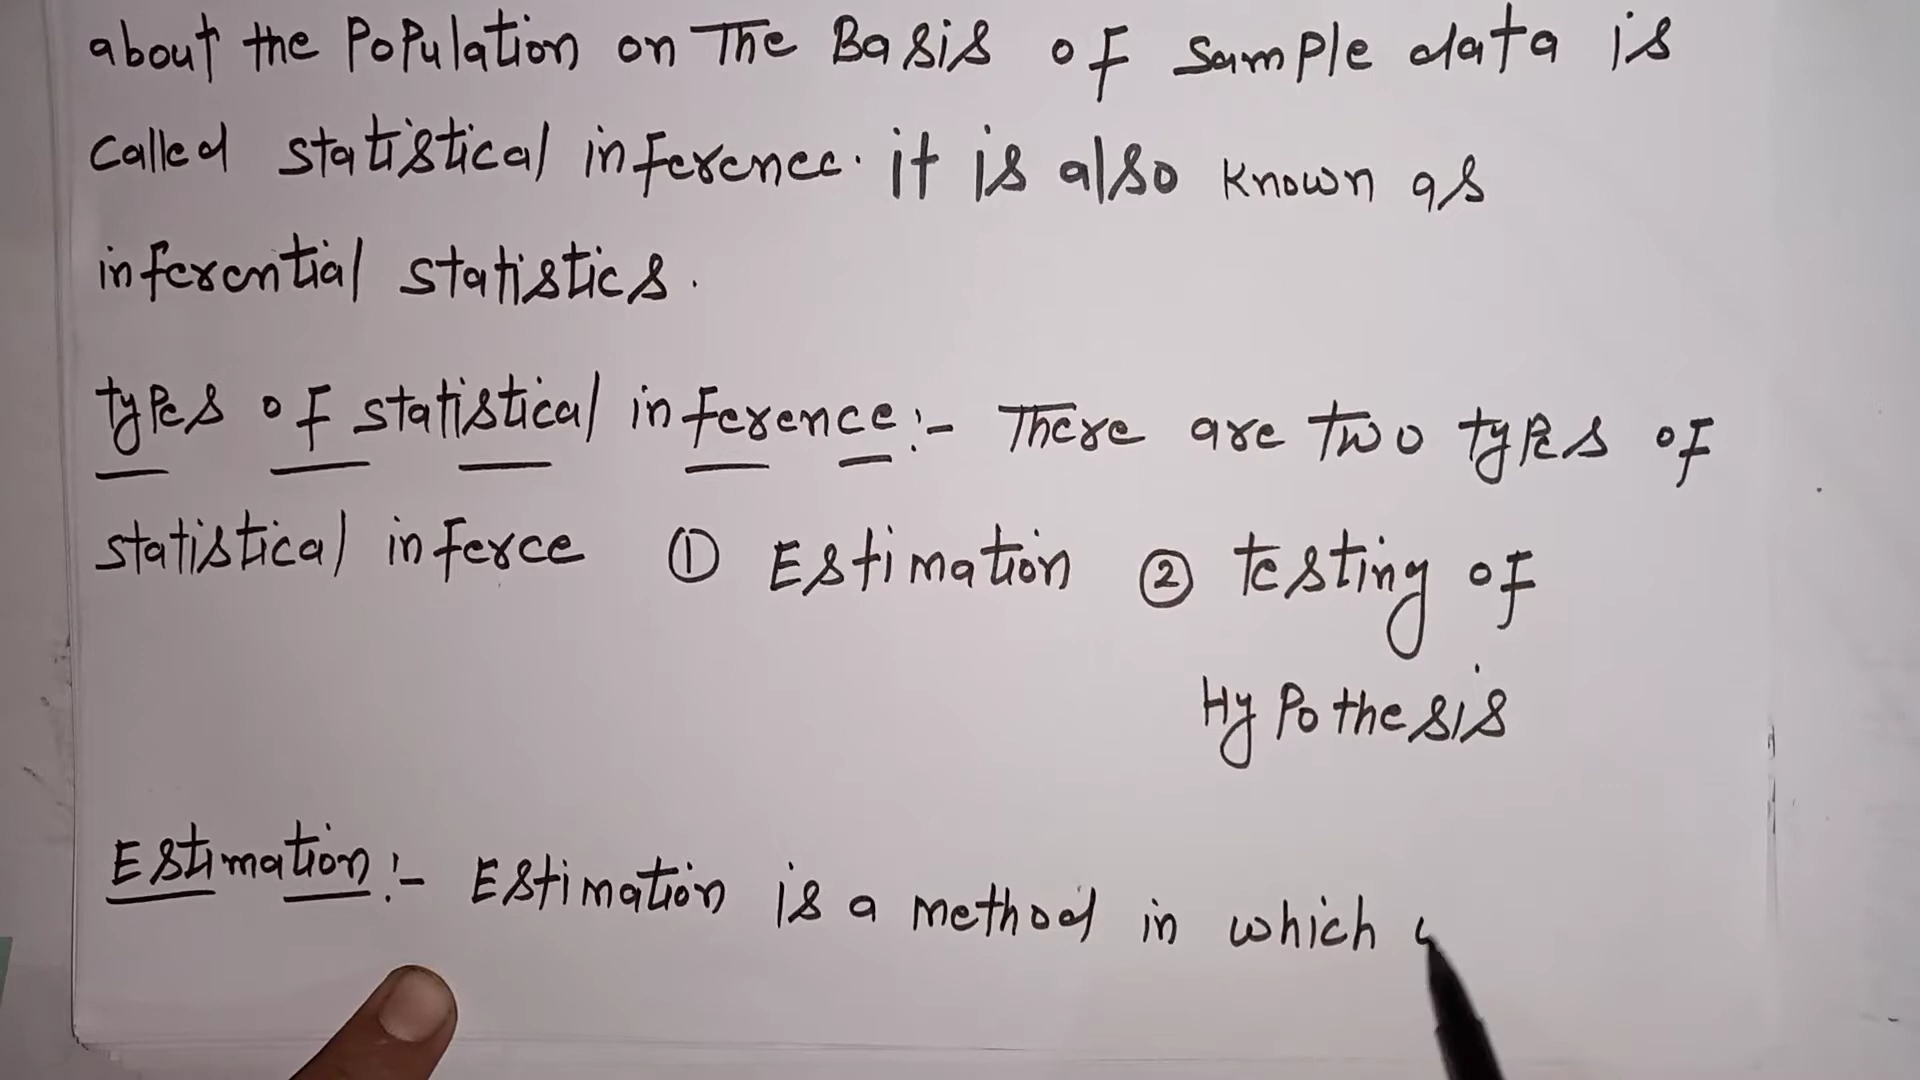 about the Population on The Basis of sample data is
called statistical inference. it is also known as
inferential statistics.
types of statistical inference:- There are two types of
statistical inferce ① Estimation ② testing of
Hypothesis
Estimation:- Estimation is a method in which